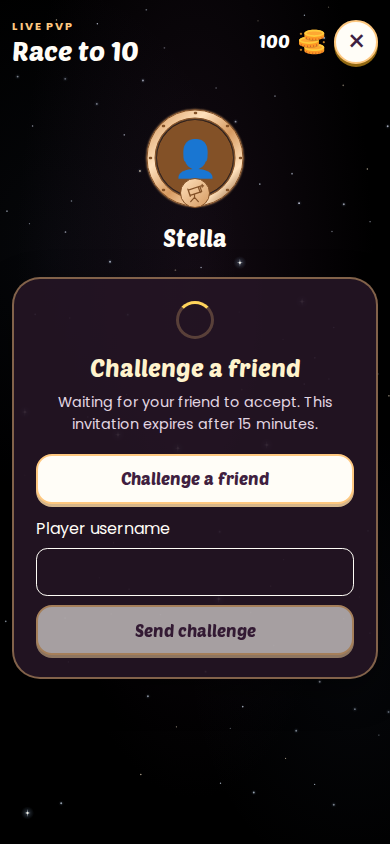 LIVE PVP
Race to 10
100
Stella
Challenge a friend
Waiting for your friend to accept. This
invitation expires after 15 minutes.
Challenge a friend
Player username
Send challenge